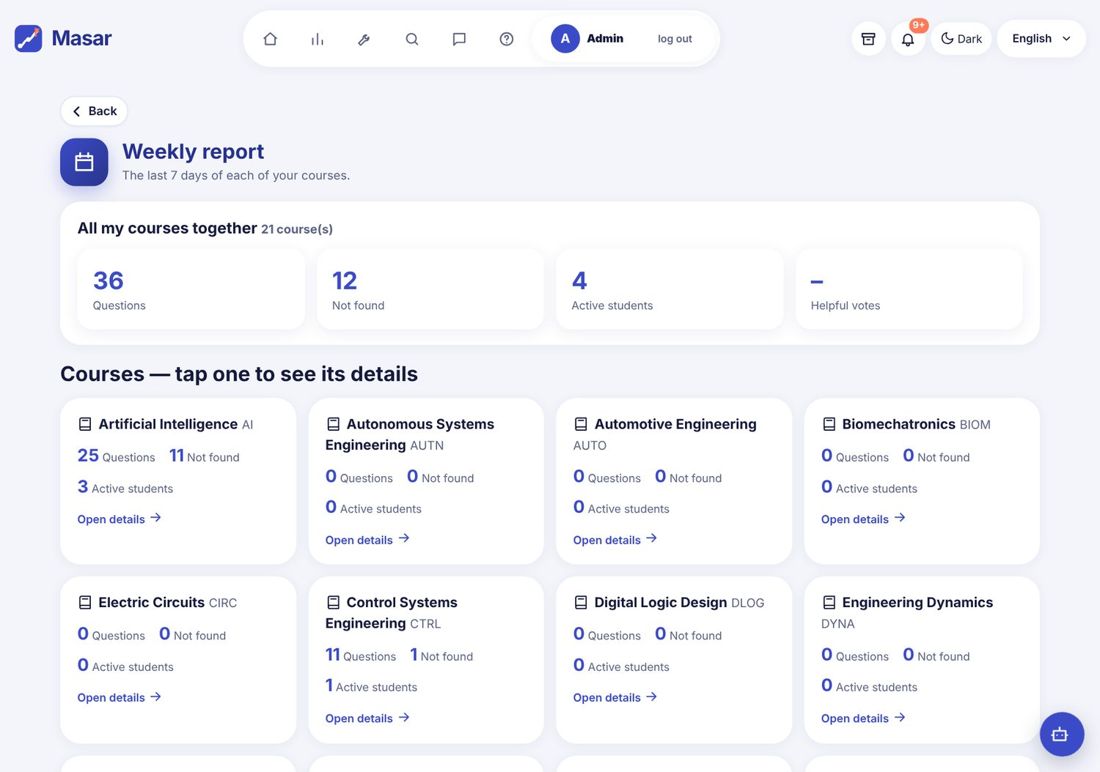 Masar
A Admin log out
9+
Dark
English
Back
Weekly report
The last 7 days of each of your courses.
All my courses together 21 course(s)
36
Questions
12
Not found
4
Active students
–
Helpful votes
Courses — tap one to see its details
Artificial Intelligence AI
25 Questions 11 Not found
3 Active students
Open details →
Autonomous Systems
Engineering AUTN
0 Questions 0 Not found
0 Active students
Open details →
Automotive Engineering
AUTO
0 Questions 0 Not found
0 Active students
Open details →
Biomechatronics BIOM
0 Questions 0 Not found
0 Active students
Open details →
Electric Circuits CIRC
0 Questions 0 Not found
0 Active students
Open details →
Control Systems
Engineering CTRL
11 Questions 1 Not found
1 Active students
Open details →
Digital Logic Design DLOG
0 Questions 0 Not found
0 Active students
Open details →
Engineering Dynamics
DYNA
0 Questions 0 Not found
0 Active students
Open details →